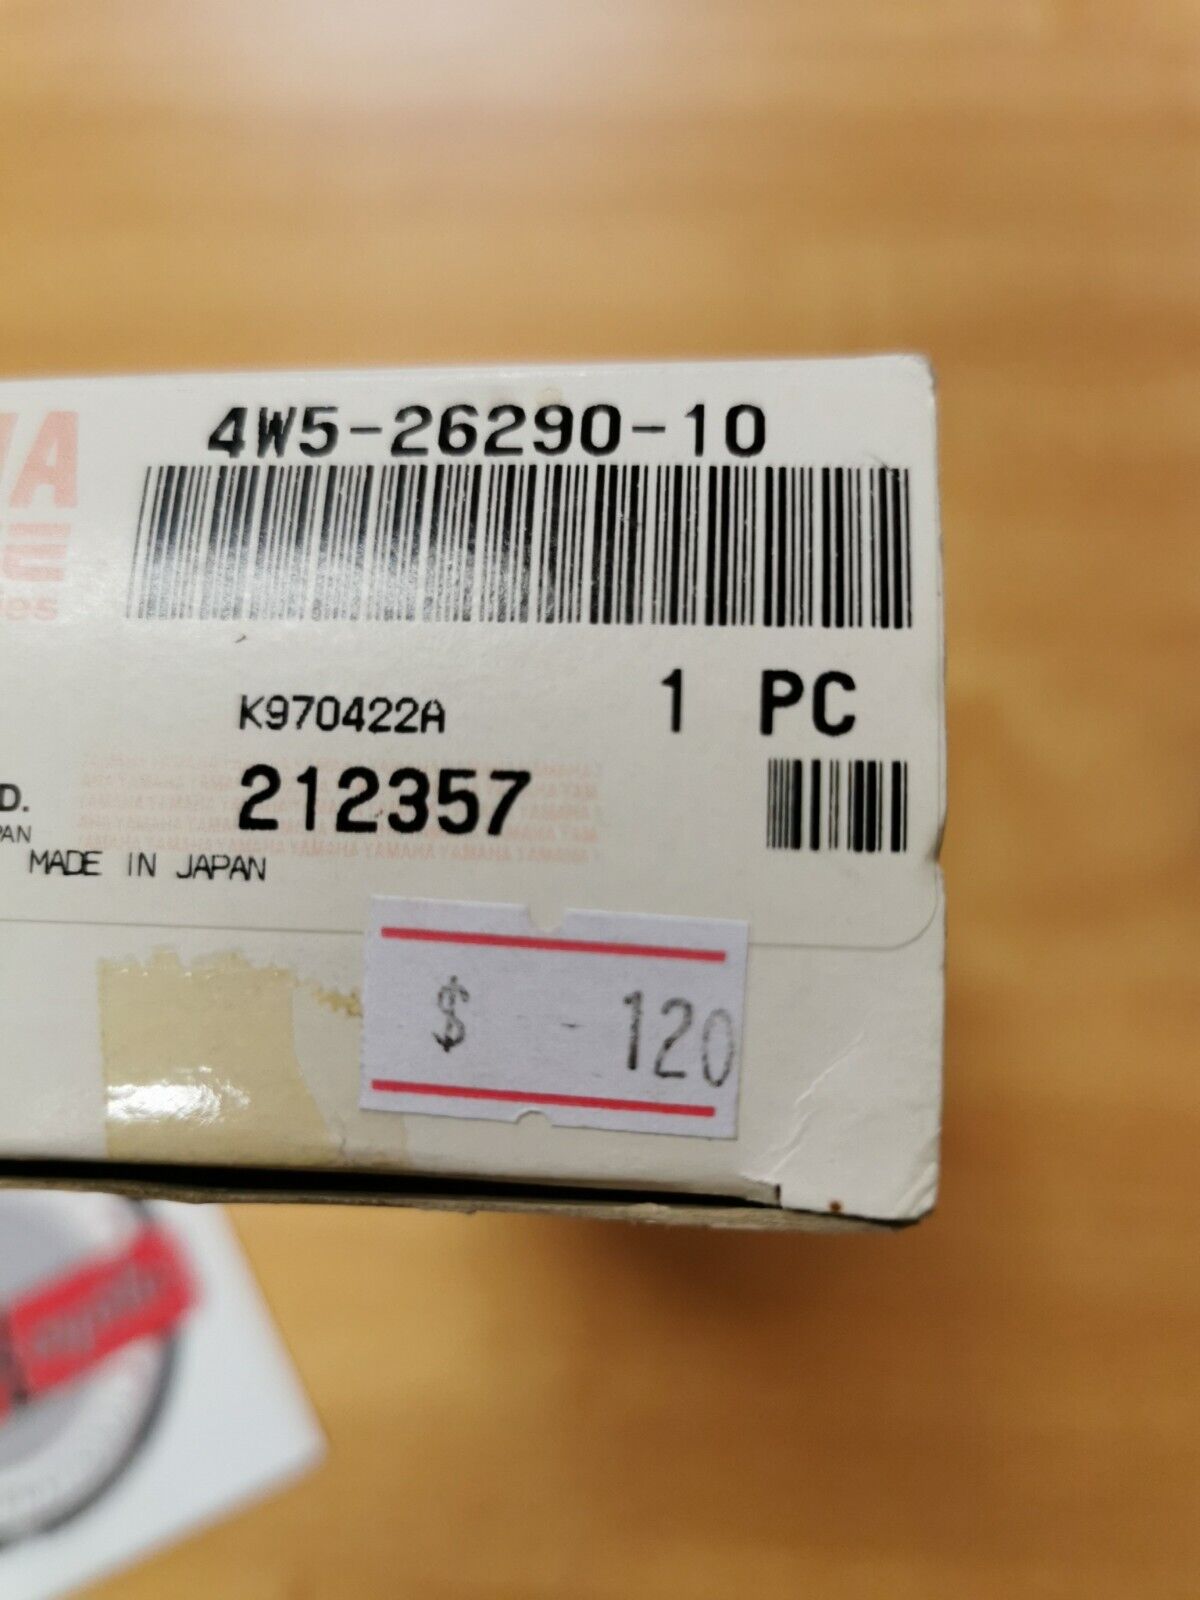 4W5-26290-10
K970422A
1 PC
212357
D.
PAN
MADE IN JAPAN
$ - 120